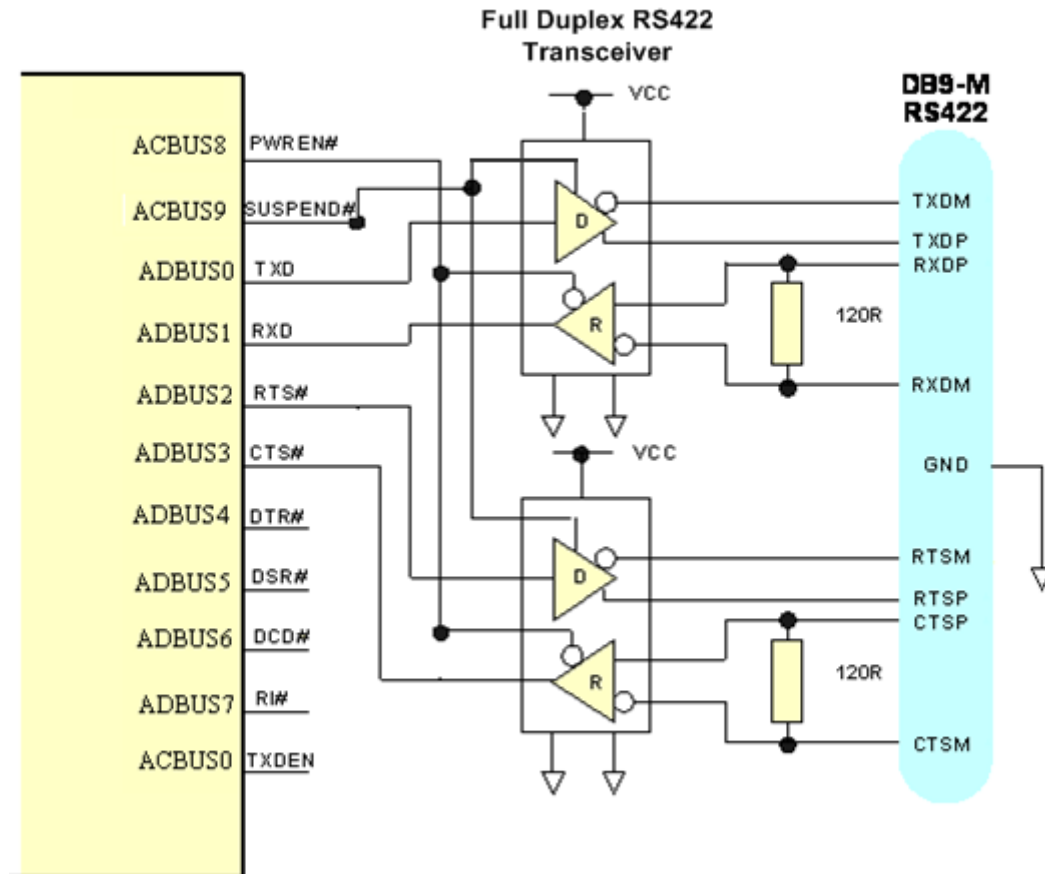 Full Duplex RS422
Transceiver
VCC
DB9-M
RS422
ACBUS8 PWREN#
ACBUS9 SUSPEND#
ADBUS0 TXD
ADBUS1 RXD
ADBUS2 RTS#
ADBUS3 CTS#
ADBUS4 DTR#
ADBUS5 DSR#
ADBUS6 DCD#
ADBUS7 RI#
ACBUS0 TXDEN
D
R
VCC
D
R
TXDM
TXDP
RXDP
120R
RXDM
GND
RTSM
RTSP
CTSP
120R
CTSM